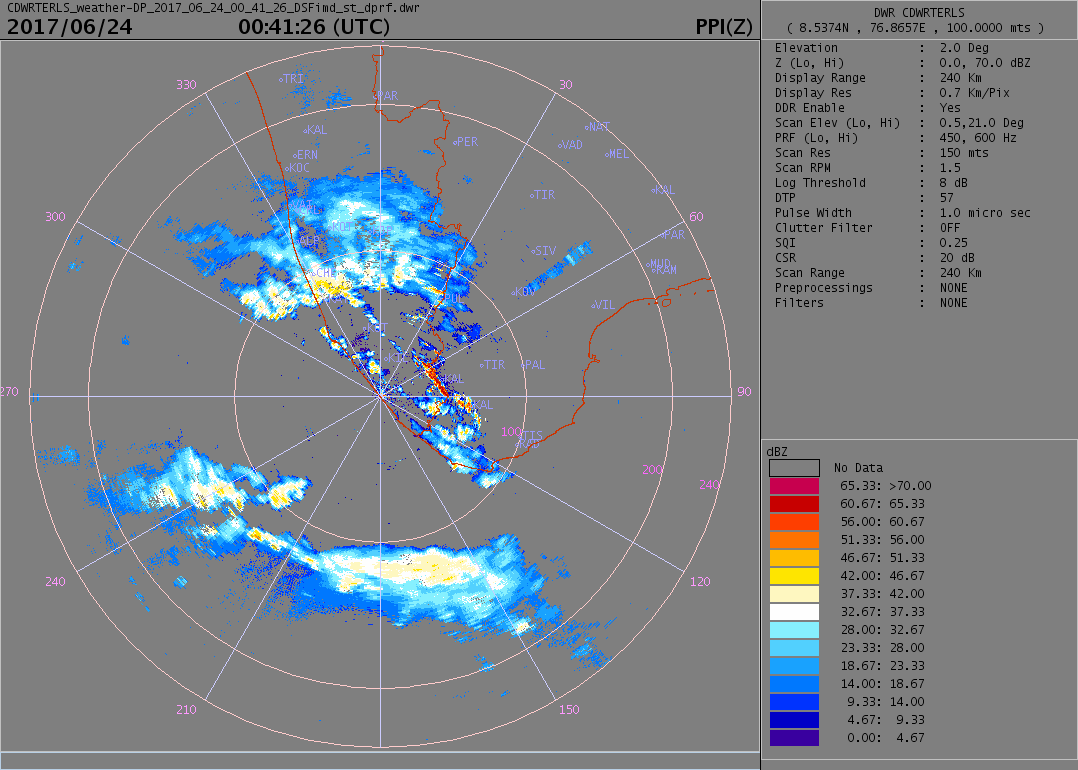 CDWRTERLS_weather-DP_2017_06_24_00_41_26_DSFimd_st_dprf.dwr
2017/06/24 00:41:26 (UTC) PPI(Z)
DWR CDWRTERLS
( 8.5374N , 76.8657E , 100.0000 mts )
Elevation : 2.0 Deg
Z (Lo, Hi) : 0.0, 70.0 dBZ
Display Range : 240 Km
Display Res : 0.7 Km/Pix
DDR Enable : Yes
Scan Elev (Lo, Hi) : 0.5,21.0 Deg
PRF (Lo, Hi) : 450, 600 Hz
Scan Res : 150 mts
Scan RPM : 1.5
Log Threshold : 8 dB
DTP : 57
Pulse Width : 1.0 micro sec
Clutter Filter : OFF
SQI : 0.25
CSR : 20 dB
Scan Range : 240 Km
Preprocessings : NONE
Filters : NONE
dBZ
No Data
65.33: >70.00
60.67: 65.33
56.00: 60.67
51.33: 56.00
46.67: 51.33
42.00: 46.67
37.33: 42.00
32.67: 37.33
28.00: 32.67
23.33: 28.00
18.67: 23.33
14.00: 18.67
9.33: 14.00
4.67: 9.33
0.00: 4.67
330
30
TRI
PAR
KAL
PER
NAT
VAD
MEL
ERN
KOC
TIR
KAL
300
60
PAR
SIV
MUD
RAM
CHE
VIL
TIR
PAL
KAL
270
90
KAL
100
TIS
200
240
240
120
210
150